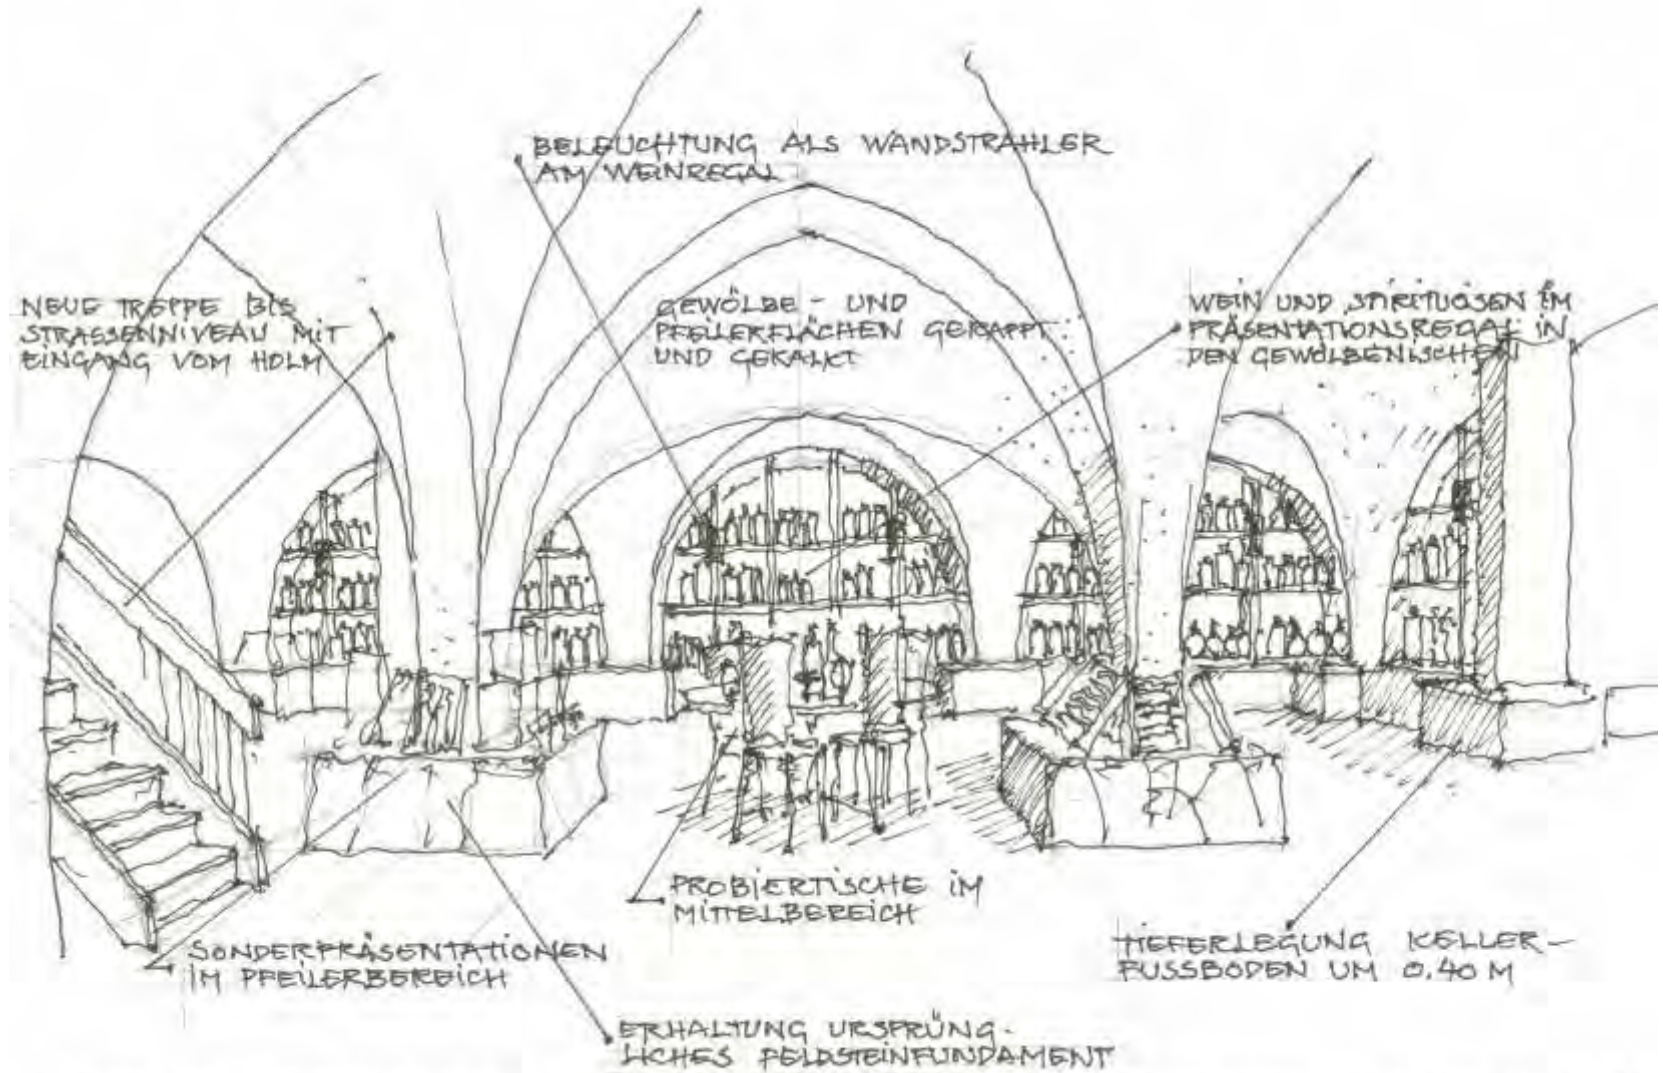 BELEUCHTUNG ALS WANDSTRAHLER
AM WEINREGAL
NEUE TREPPE BIS
STRASSENNIVEAU MIT
EINGANG VOM HOLM
GEWÖLBE- UND
PFEILERFLÄCHEN GEKAPPT
UND GEKALKT
WEIN UND SPIRITUOSEN IM
PRÄSENTATIONSREGAL IN
DEN GEWÖLBENISCHEN
PROBIERTISCHE IM
MITTELBEREICH
SONDERPRÄSENTATIONEN
IM PFEILERBEREICH
TIEFERLEGUNG KELLER-
FUSSBODEN UM 0.40 M
ERHALTUNG URSPRÜNG-
LICHES FELDSTEINFUNDAMENT